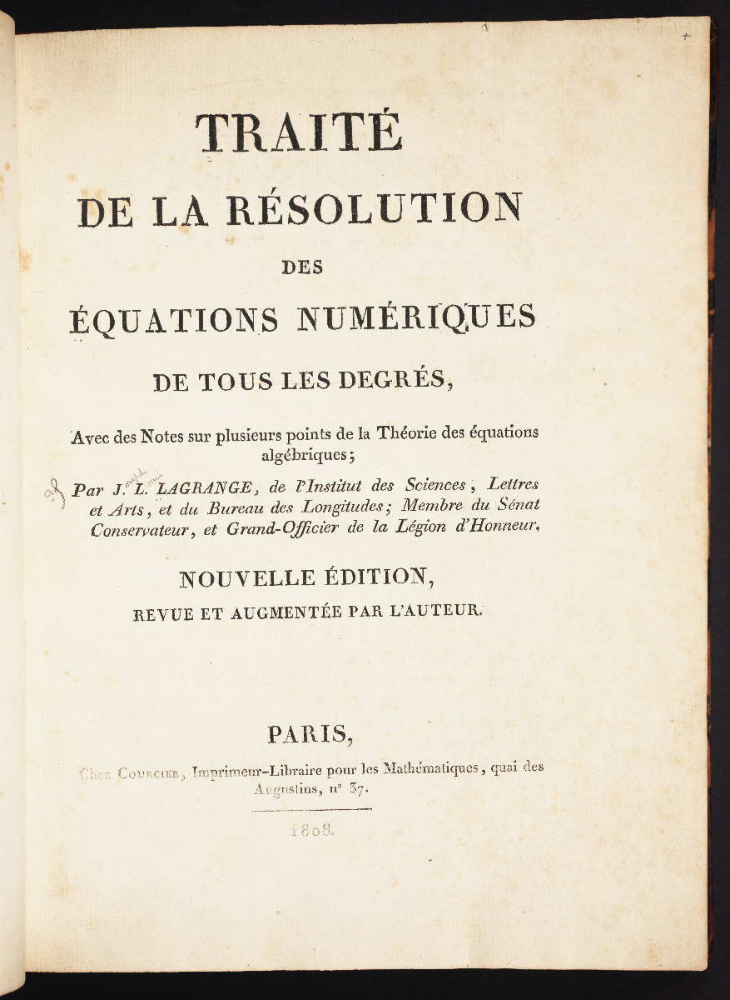 TRAITÉ
DE LA RÉSOLUTION
DES
ÉQUATIONS NUMÉRIQUES
DE TOUS LES DEGRÉS,
Avec des Notes sur plusieurs points de la Théorie des équations
algébriques;
Par J. L. LAGRANGE, de l'Institut des Sciences, Lettres
et Arts, et du Bureau des Longitudes; Membre du Sénat
Conservateur, et Grand-Officier de la Légion d'Honneur.
NOUVELLE ÉDITION,
REVUE ET AUGMENTÉE PAR L'AUTEUR.
PARIS,
Chez COURCIER, Imprimeur-Libraire pour les Mathématiques, quai des
Augustins, n° 37.
1808.